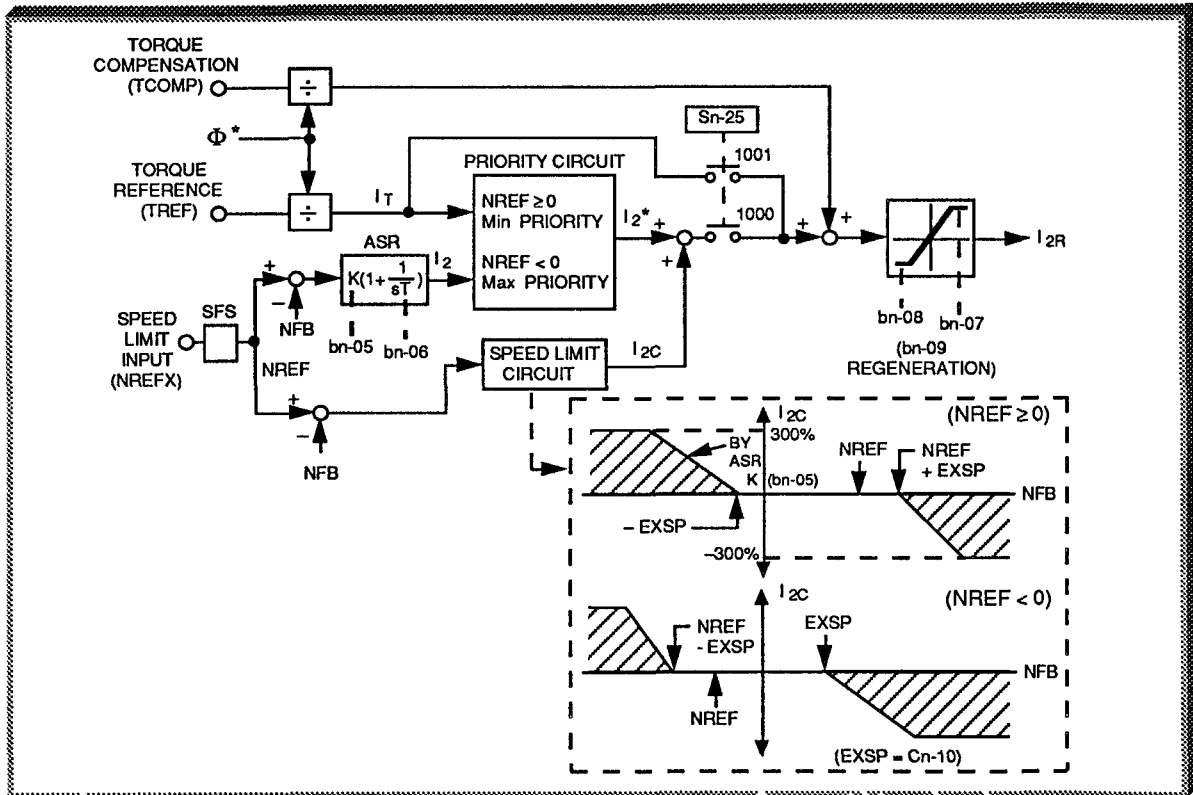 TORQUE
COMPENSATION
(TCOMP)
÷
Φ*
TORQUE
REFERENCE
(TREF)
÷
IT
PRIORITY CIRCUIT
NREF ≥ 0
Min PRIORITY
NREF < 0
Max PRIORITY
I2*
+
+
Sn-25
1001
1000
+
+
I2R
bn-08
bn-07
(bn-09
REGENERATION)
ASR
K(1+ 1/sT)
I2
bn-05
bn-06
+
−
NFB
SPEED
LIMIT
INPUT
(NREFX)
SFS
NREF
+
−
NFB
SPEED LIMIT
CIRCUIT
I2C
I2C
(NREF ≥ 0)
300%
BY
ASR
K (bn-05)
NREF
NREF
+ EXSP
NFB
− EXSP
−300%
I2C
(NREF < 0)
NREF
- EXSP
EXSP
NFB
NREF
(EXSP = Cn-10)